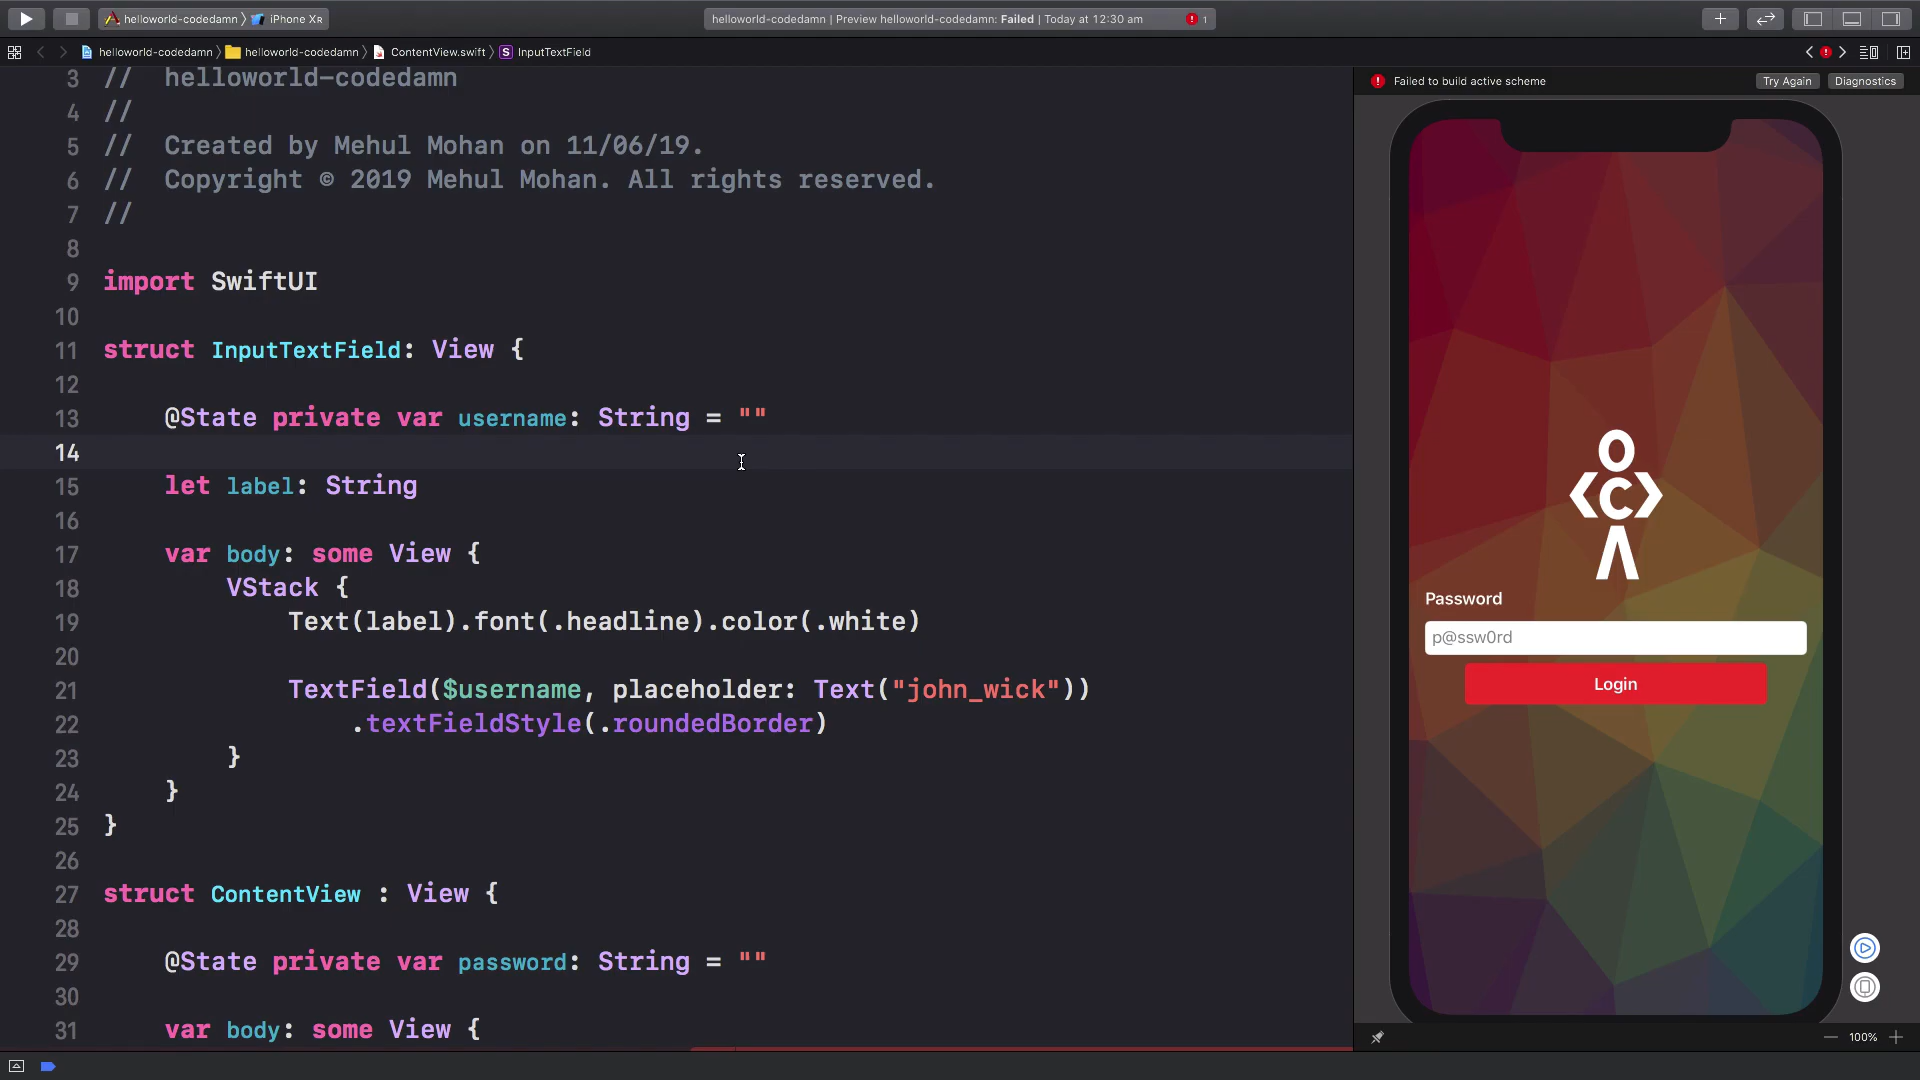 helloworld-codedamn
iPhone XR
helloworld-codedamn | Preview helloworld-codedamn: Failed | Today at 12:30 am
1
helloworld-codedamn
helloworld-codedamn
ContentView.swift
S
InputTextField
3 // helloworld-codedamn
4 //
5 // Created by Mehul Mohan on 11/06/19.
6 // Copyright © 2019 Mehul Mohan. All rights reserved.
7 //
8
9 import SwiftUI
10
11 struct InputTextField: View {
12
13 @State private var username: String = ""
14
15 let label: String
16
17 var body: some View {
18 VStack {
19 Text(label).font(.headline).color(.white)
20
21 TextField($username, placeholder: Text("john_wick"))
22 .textFieldStyle(.roundedBorder)
23 }
24 }
25 }
26
27 struct ContentView : View {
28
29 @State private var password: String = ""
30
31 var body: some View {
Failed to build active scheme
Try Again
Diagnostics
Password
p@ssw0rd
Login
100%